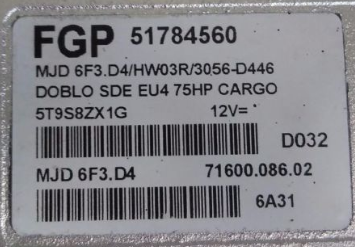 FGP 51784560
MJD 6F3.D4/HW03R/3056-D446
DOBLO SDE EU4 75HP CARGO
5T9S8ZX1G 12V=
D032
MJD 6F3.D4 71600.086.02
6A31